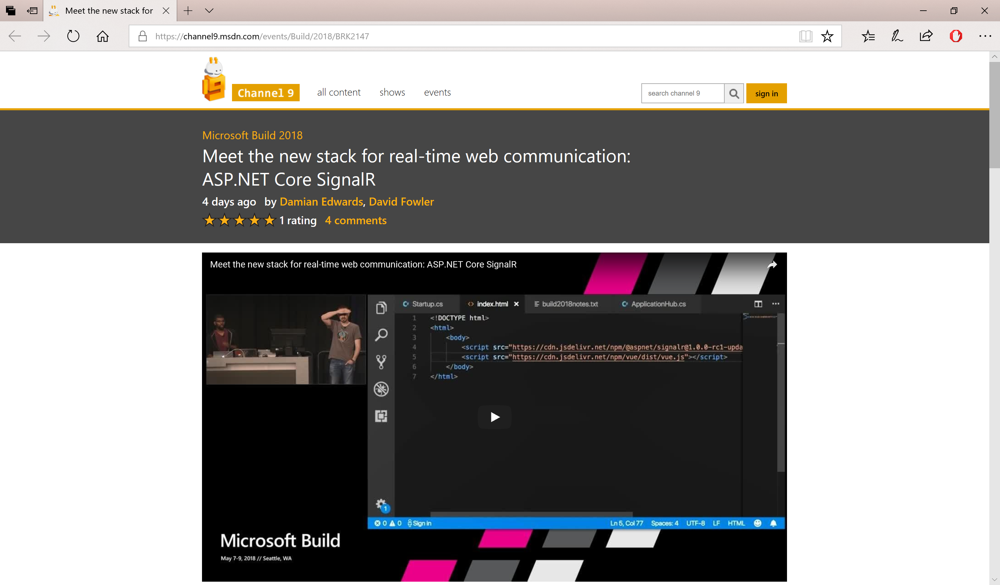 Meet the new stack for
https://channel9.msdn.com/events/Build/2018/BRK2147
Channel 9
all content
shows
events
search channel 9
sign in
Microsoft Build 2018
Meet the new stack for real-time web communication:
ASP.NET Core SignalR
4 days ago by Damian Edwards, David Fowler
1 rating 4 comments
Meet the new stack for real-time web communication: ASP.NET Core SignalR
Startup.cs
index.html
build2018notes.txt
ApplicationHub.cs
1 <!DOCTYPE html>
2 <html>
3 <body>
4 <script src="https://cdn.jsdelivr.net/npm/@aspnet/signalr@1.0.0-rc1-upda
5 <script src="https://cdn.jsdelivr.net/npm/vue/dist/vue.js"></script>
6 </body>
7 </html>
1
0 0 Sign in
Ln 5, Col 77 Spaces: 4 UTF-8 LF HTML
Microsoft Build
May 7-9, 2018 // Seattle, WA